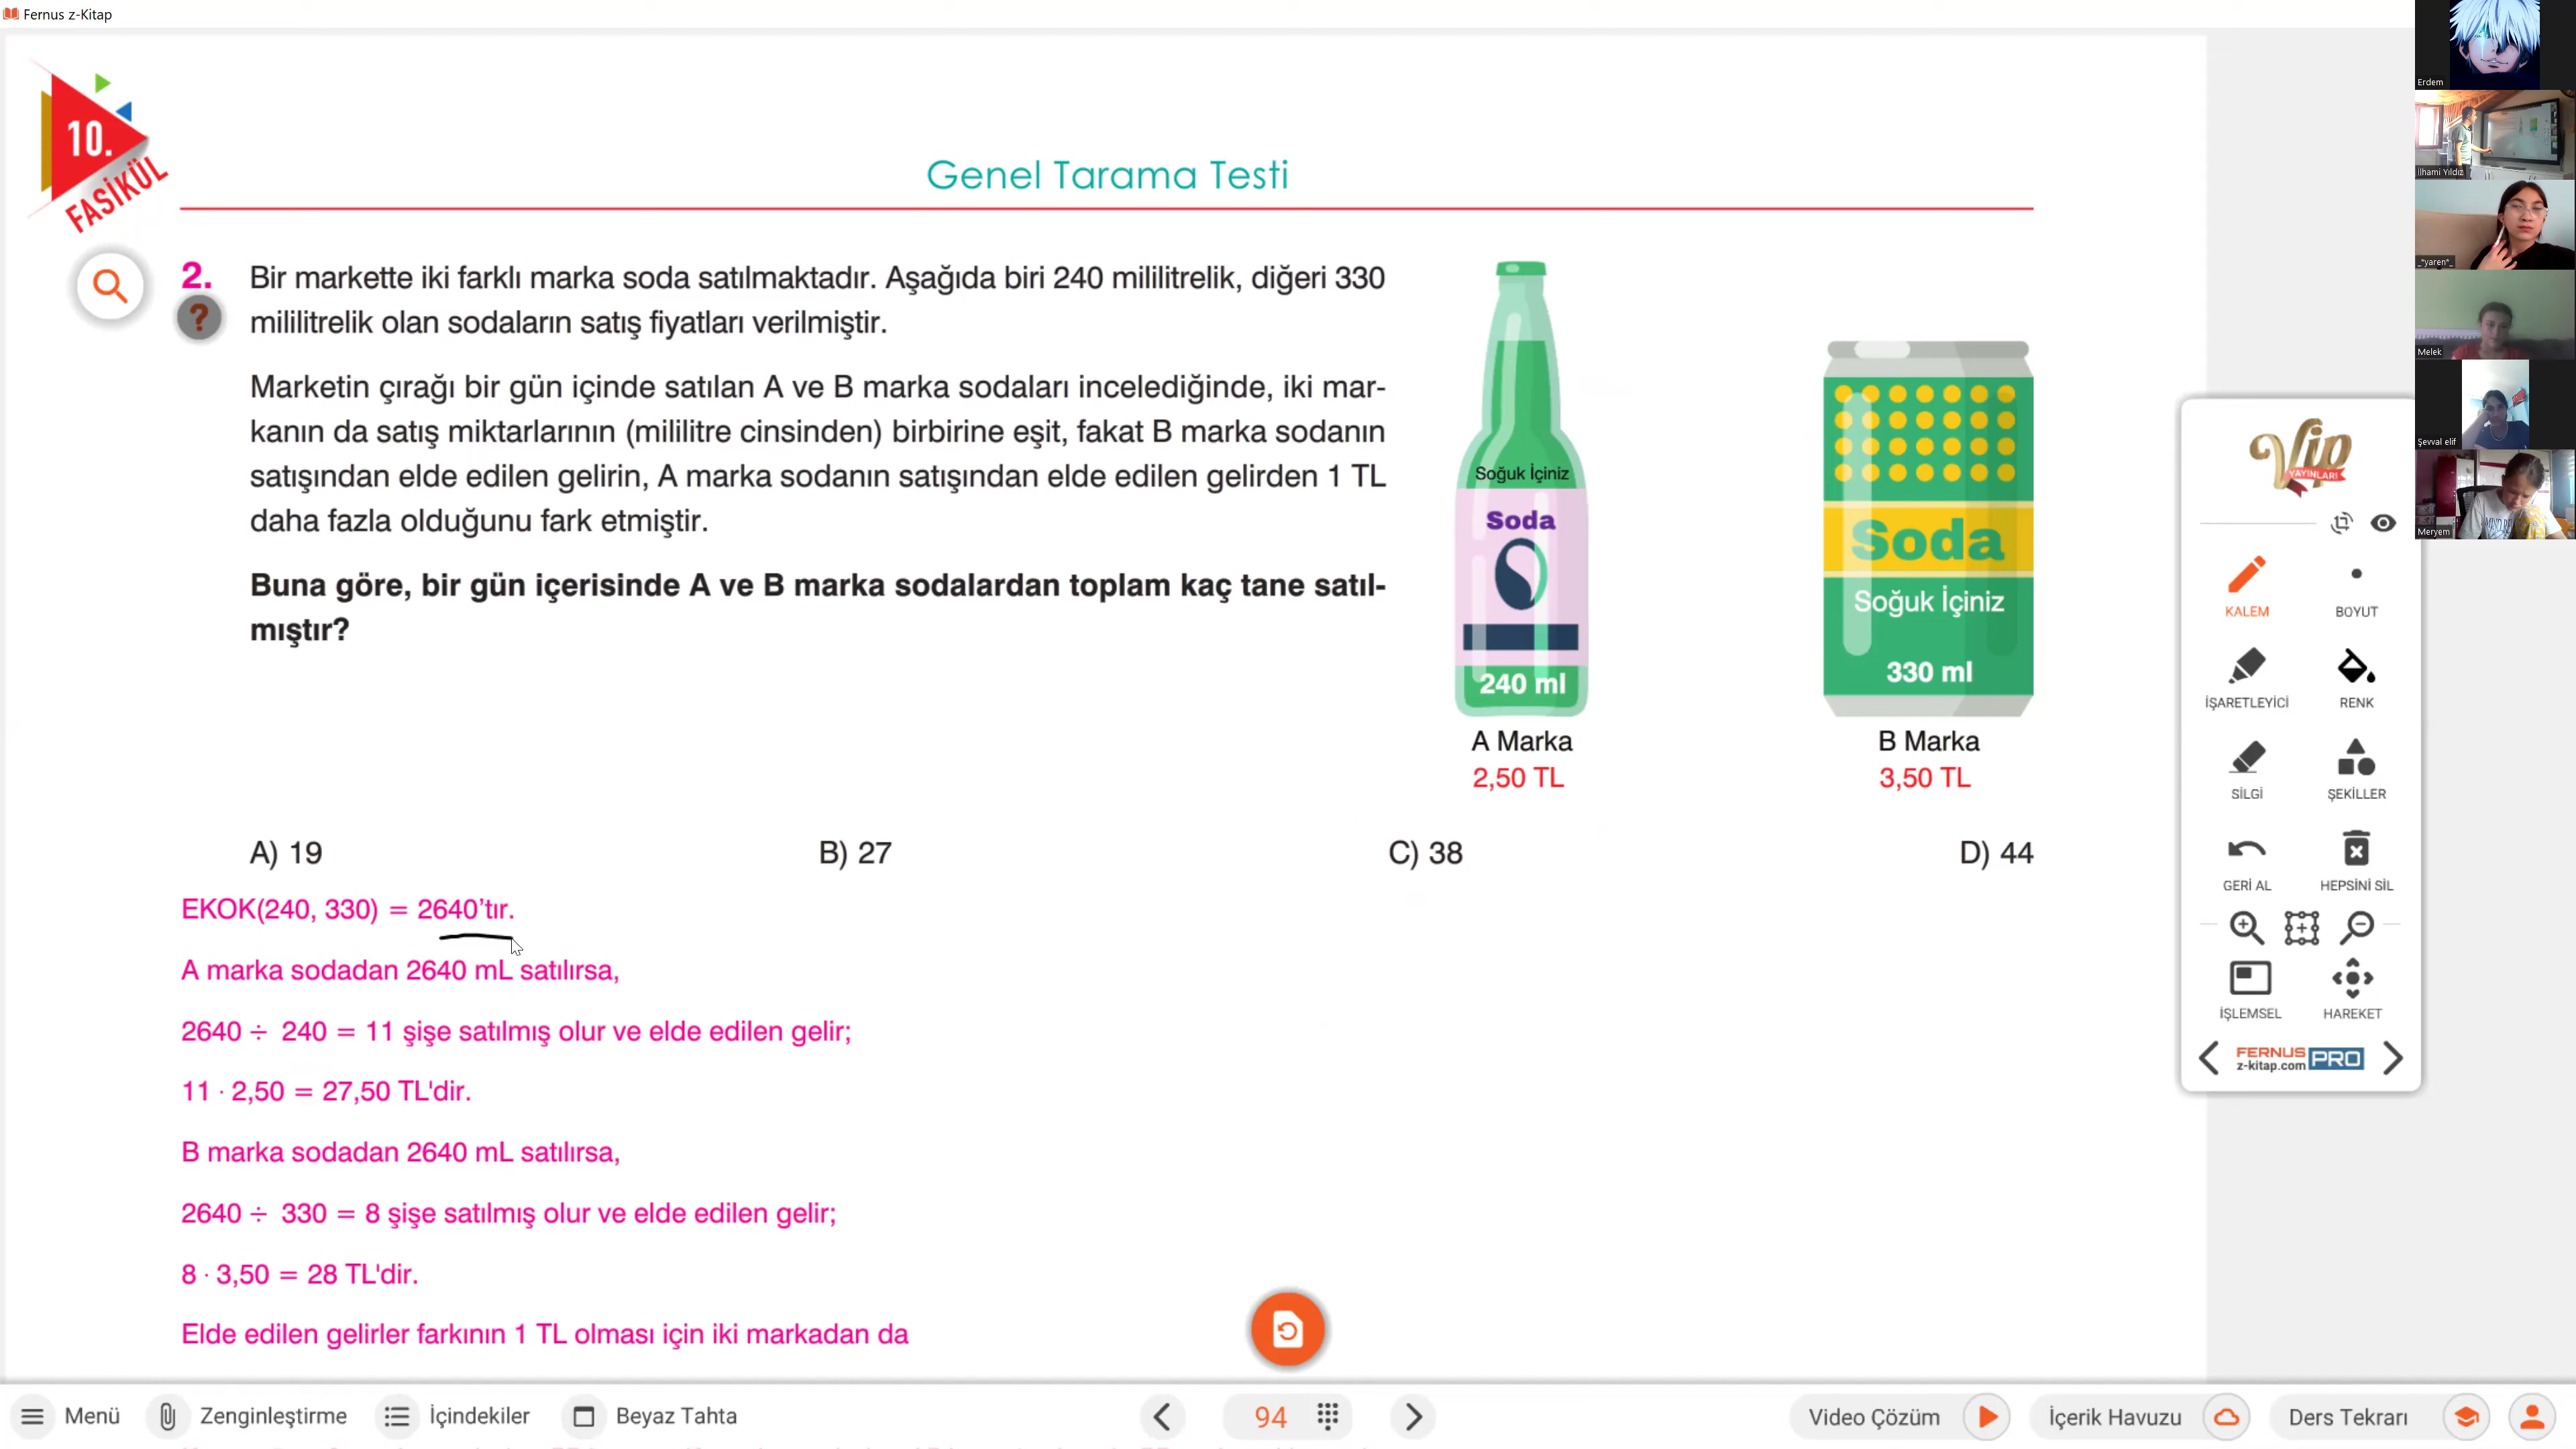 Fernus z-Kitap
10.
FASİKÜL
Genel Tarama Testi
2. Bir markette iki farklı marka soda satılmaktadır. Aşağıda biri 240 mililitrelik, diğeri 330
?
mililitrelik olan sodaların satış fiyatları verilmiştir.
Marketin çırağı bir gün içinde satılan A ve B marka sodaları incelediğinde, iki mar-
kanın da satış miktarlarının (mililitre cinsinden) birbirine eşit, fakat B marka sodanın
satışından elde edilen gelirin, A marka sodanın satışından elde edilen gelirden 1 TL
daha fazla olduğunu fark etmiştir.
Buna göre, bir gün içerisinde A ve B marka sodalardan toplam kaç tane satıl-
mıştır?
Soğuk İçiniz
Soda
240 ml
A Marka
2,50 TL
Soda
Soğuk İçiniz
330 ml
B Marka
3,50 TL
A) 19
B) 27
C) 38
D) 44
EKOK(240, 330) = 2640'tır.
A marka sodadan 2640 mL satılırsa,
2640 ÷ 240 = 11 şişe satılmış olur ve elde edilen gelir;
11 · 2,50 = 27,50 TL'dir.
B marka sodadan 2640 mL satılırsa,
2640 ÷ 330 = 8 şişe satılmış olur ve elde edilen gelir;
8 · 3,50 = 28 TL'dir.
Elde edilen gelirler farkının 1 TL olması için iki markadan da
Vip
YAYINLARI
KALEM
BOYUT
İŞARETLEYİCİ
RENK
SİLGİ
ŞEKİLLER
GERİ AL
HEPSİNİ SİL
İŞLEMSEL
HAREKET
FERNUS
z-kitap.com
PRO
Erdem
İlhami Yıldız
_*yaren*_
Melek
Şevval elif
Meryem
Menü
Zenginleştirme
İçindekiler
Beyaz Tahta
94
Video Çözüm
İçerik Havuzu
Ders Tekrarı